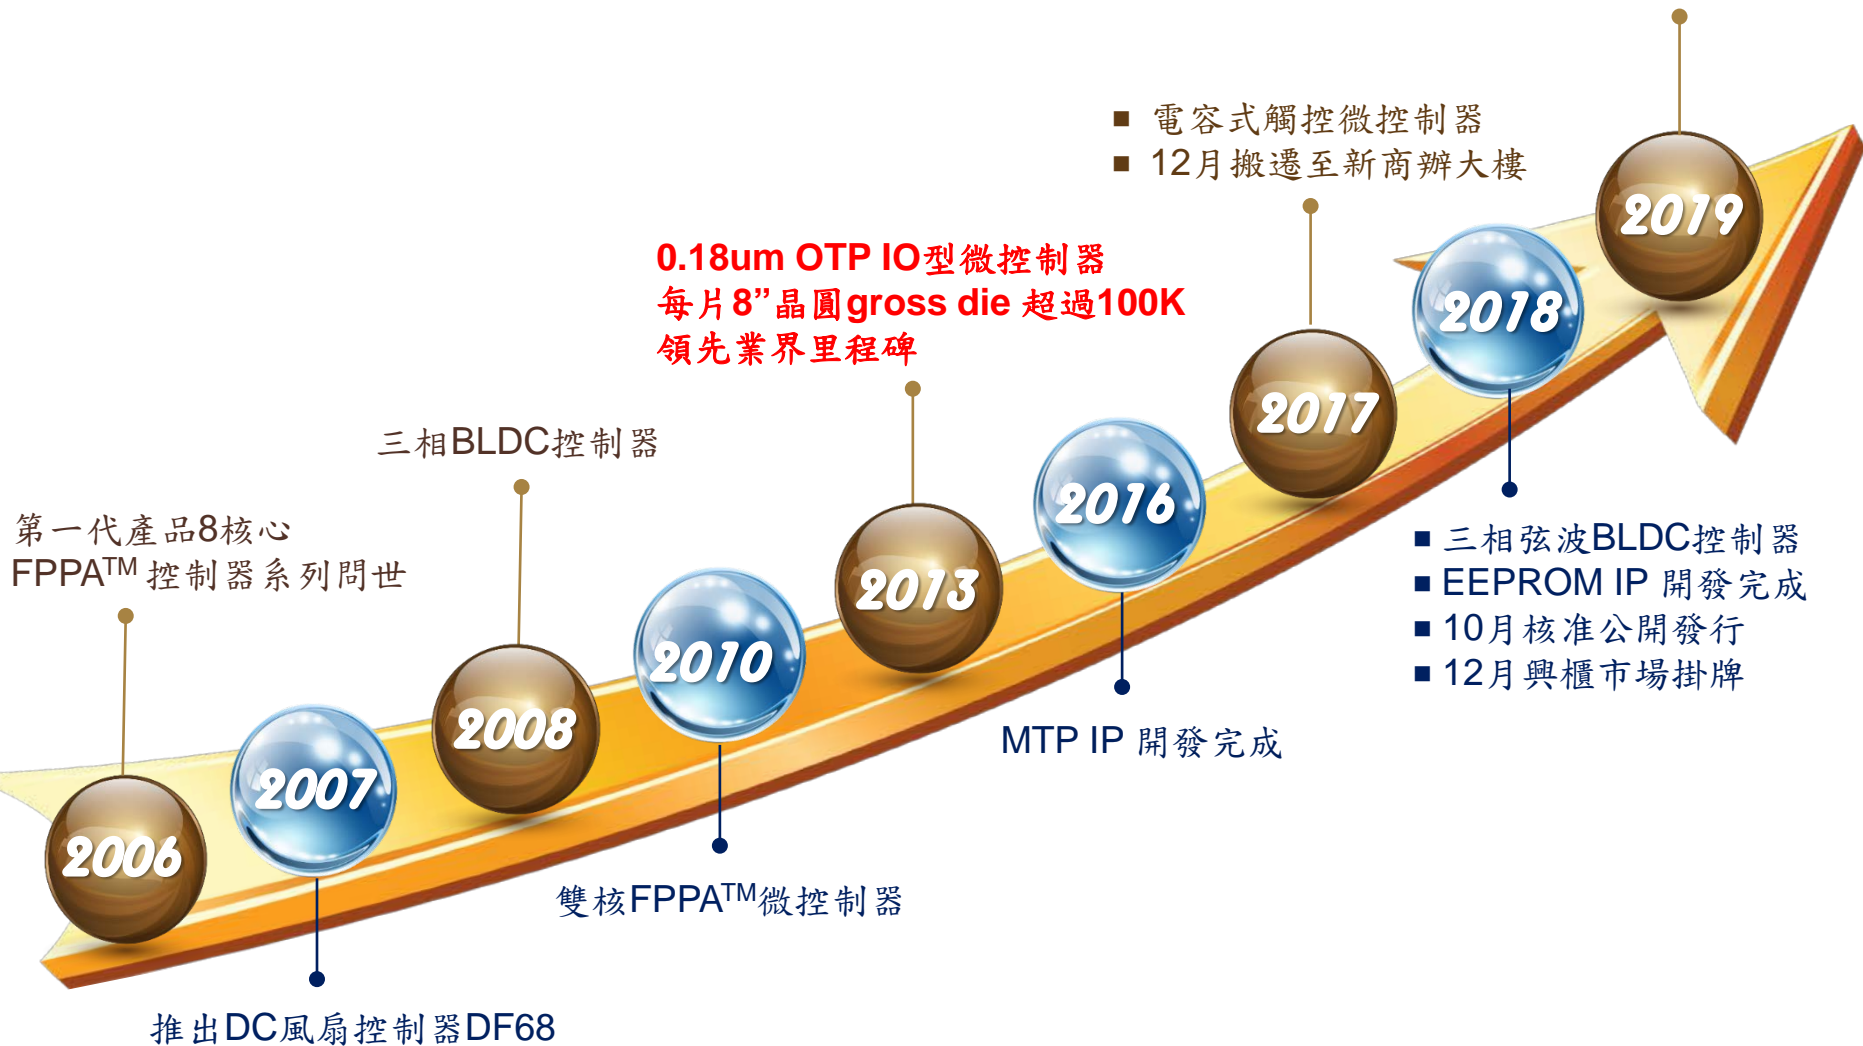 2006
第一代產品8核心
FPPA™ 控制器系列問世
2007
推出DC風扇控制器DF68
2008
三相BLDC控制器
2010
雙核FPPA™微控制器
2013
0.18um OTP IO型微控制器
每片8”晶圓gross die 超過100K
領先業界里程碑
2016
MTP IP 開發完成
2017
■ 電容式觸控微控制器
■ 12月搬遷至新商辦大樓
2018
■ 三相弦波BLDC控制器
■ EEPROM IP 開發完成
■ 10月核准公開發行
■ 12月興櫃市場掛牌
2019